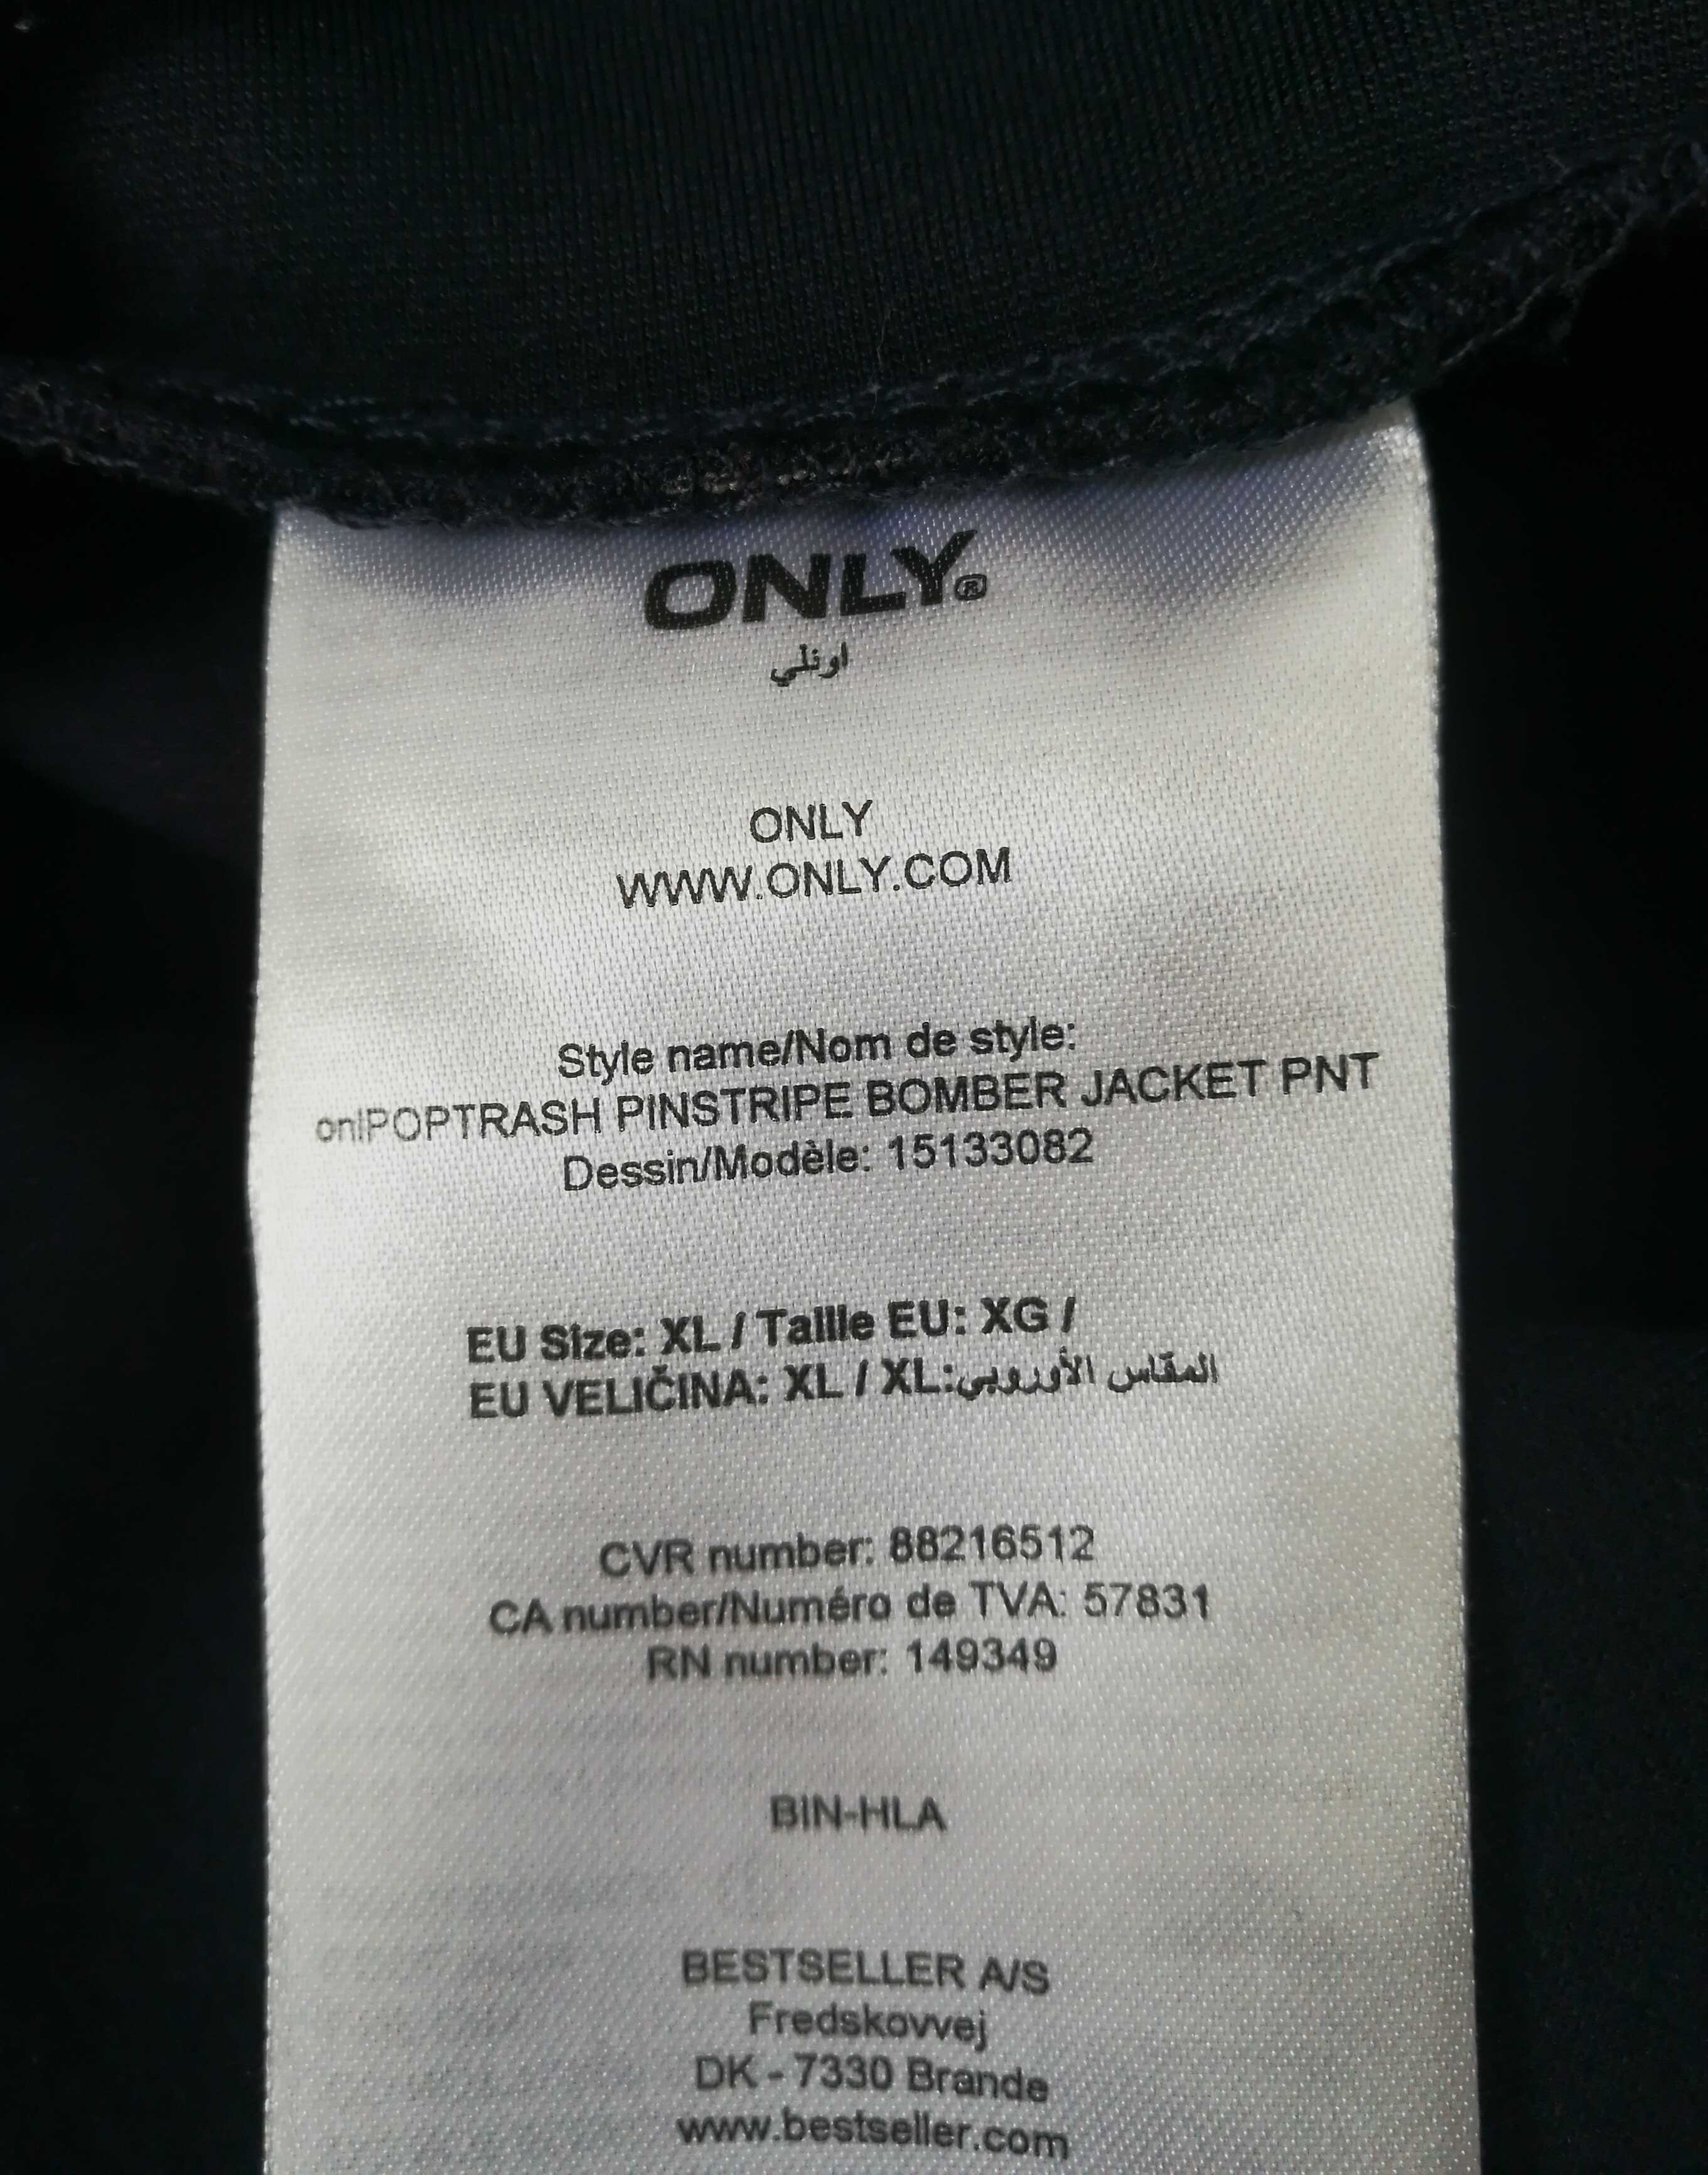 ONLY®
اونلي
ONLY
WWW.ONLY.COM
Style name/Nom de style:
onlPOPTRASH PINSTRIPE BOMBER JACKET PNT
Dessin/Modèle: 15133082
EU Size: XL / Taille EU: XG /
EU VELIČINA: XL / XL:المقاس الأوروبي
CVR number: 88216512
CA number/Numéro de TVA: 57831
RN number: 149349
BIN-HLA
BESTSELLER A/S
Fredskovvej
DK - 7330 Brande
www.bestseller.com